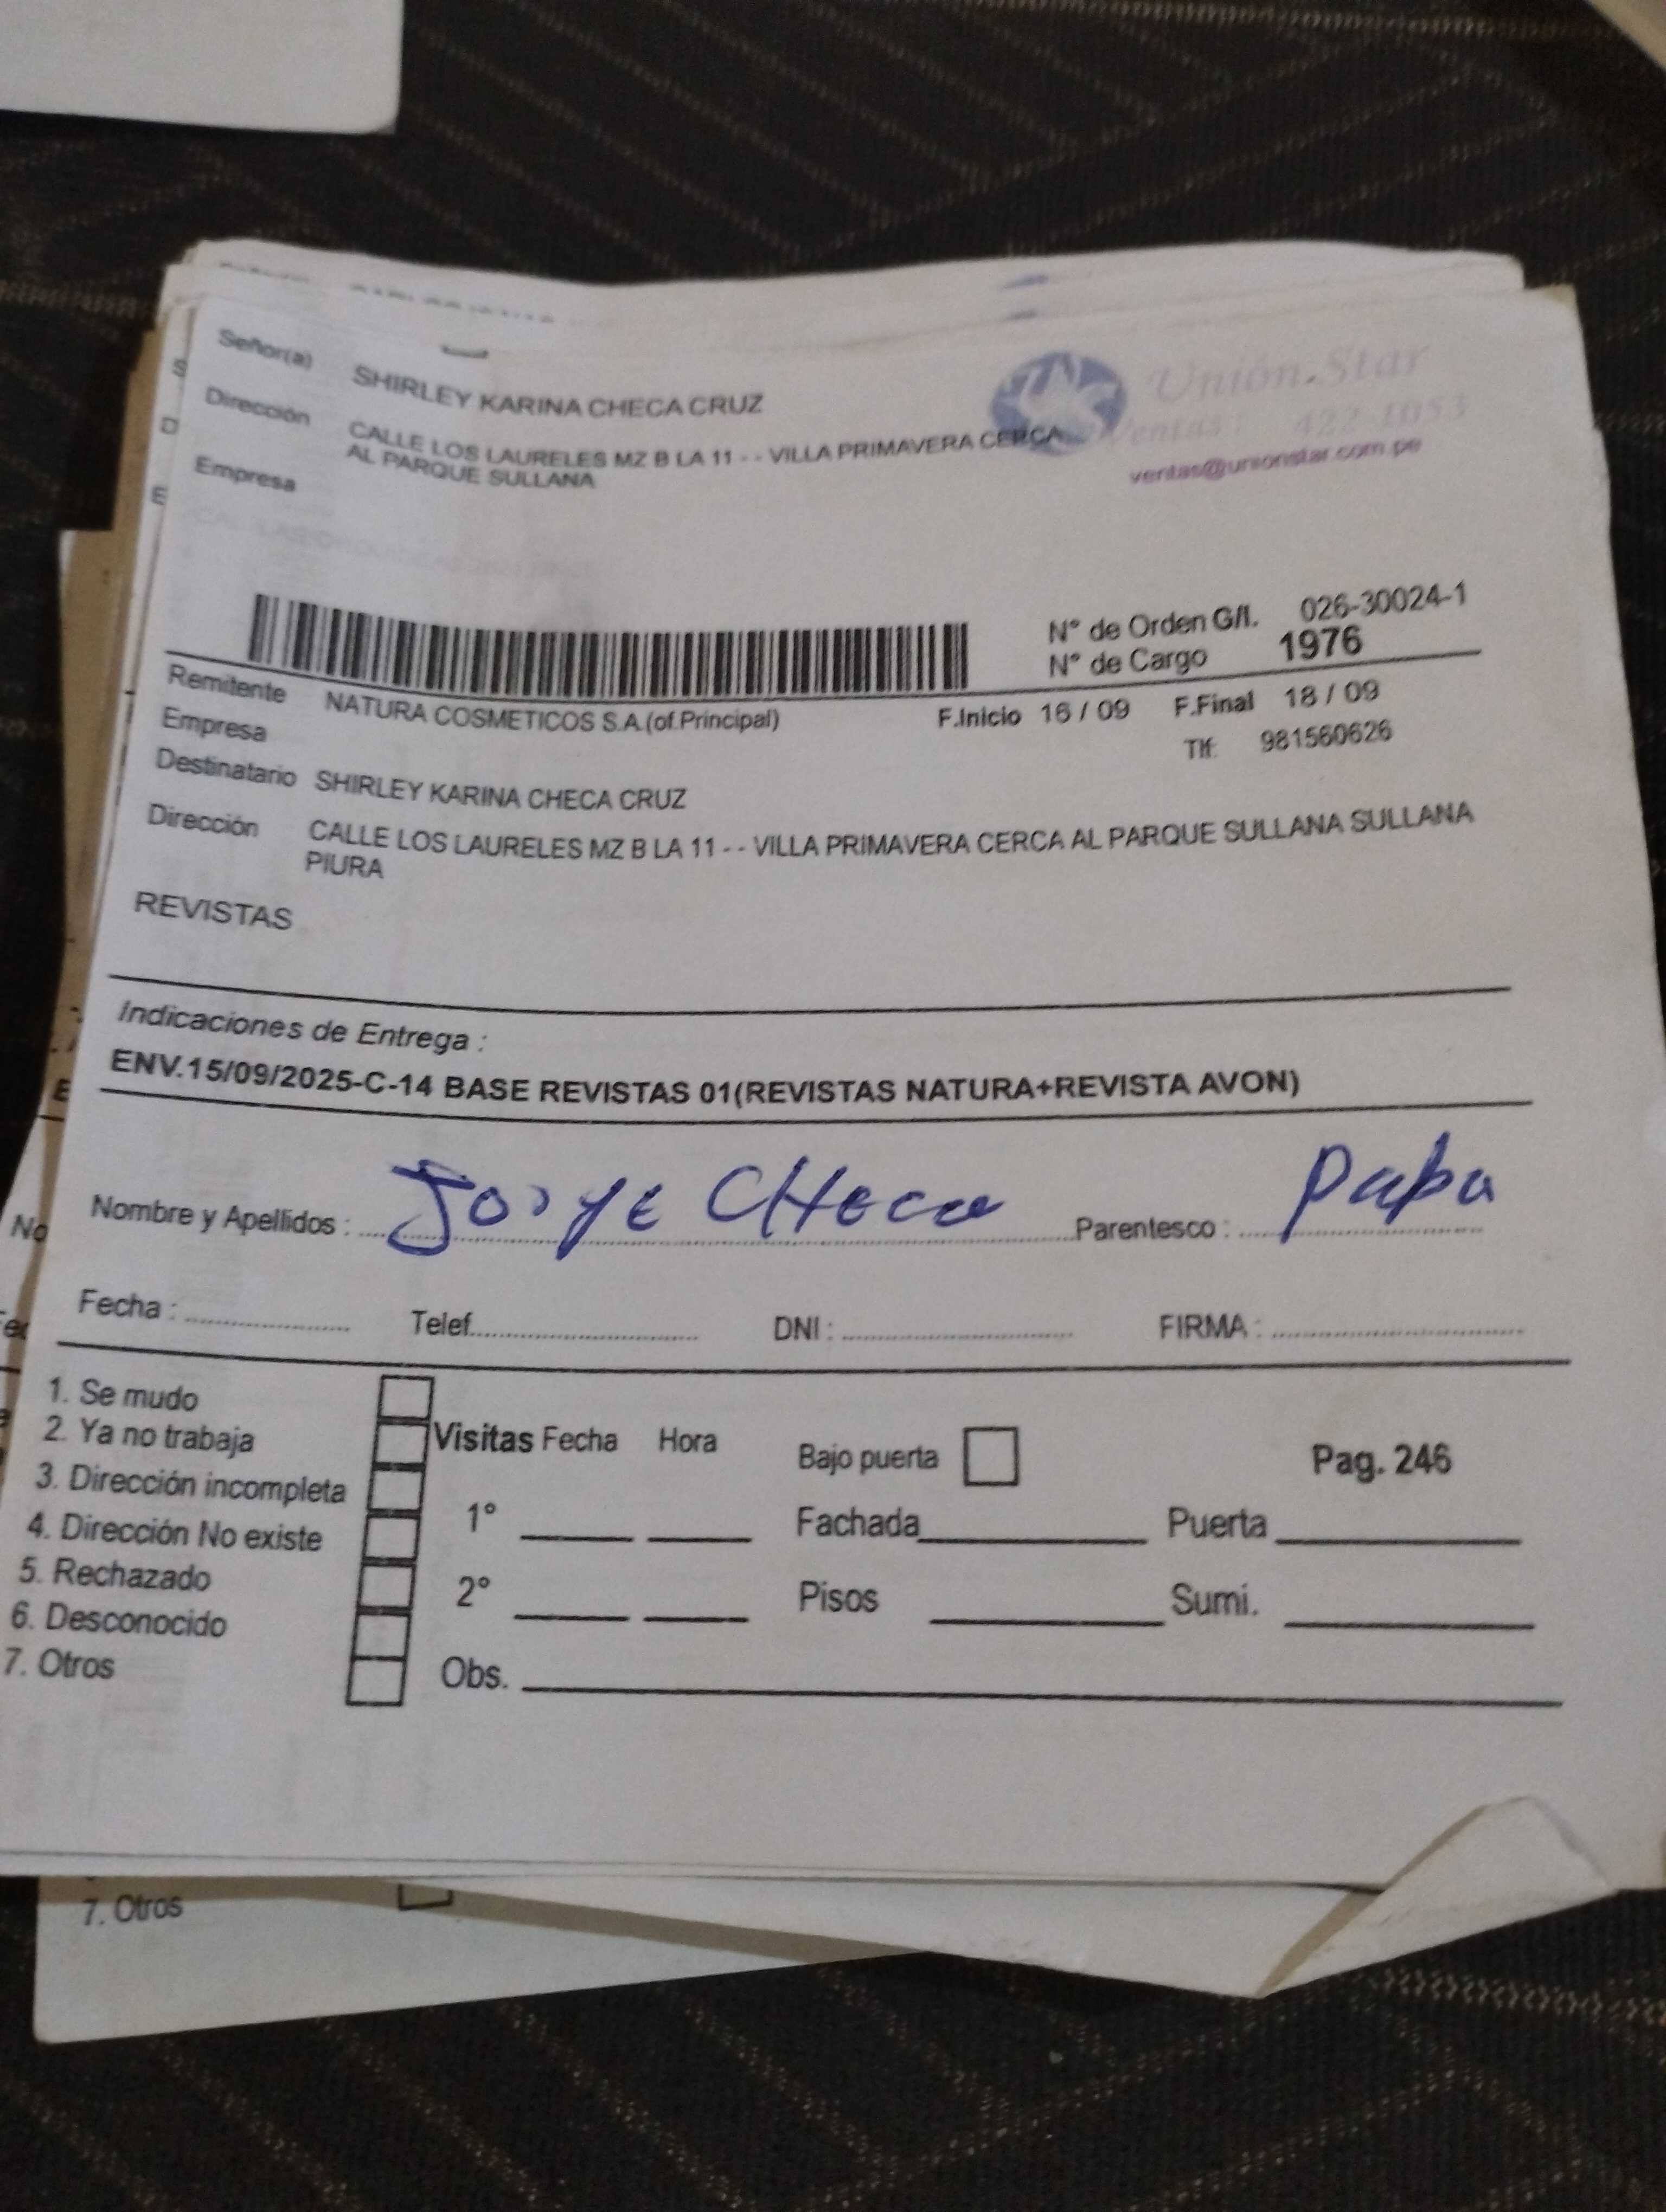 Señor(a) SHIRLEY KARINA CHECA CRUZ
Unión.Star
Dirección CALLE LOS LAURELES MZ B LA 11 - - VILLA PRIMAVERA CERCA
AL PARQUE SULLANA
Ventas: 422-1053
ventas@unionstar.com.pe
Empresa
N° de Orden G/I. 026-30024-1
N° de Cargo 1976
Remitente NATURA COSMETICOS S.A.(of.Principal) F.Inicio 16 / 09 F.Final 18 / 09
Empresa Tlf: 981560626
Destinatario SHIRLEY KARINA CHECA CRUZ
Dirección CALLE LOS LAURELES MZ B LA 11 - - VILLA PRIMAVERA CERCA AL PARQUE SULLANA SULLANA
PIURA
REVISTAS
Indicaciones de Entrega :
ENV.15/09/2025-C-14 BASE REVISTAS 01(REVISTAS NATURA+REVISTA AVON)
Nombre y Apellidos : Jorge CHeca Parentesco : papa
Fecha : Telef. DNI : FIRMA :
1. Se mudo
2. Ya no trabaja
3. Dirección incompleta
4. Dirección No existe
5. Rechazado
6. Desconocido
7. Otros
Visitas Fecha Hora Bajo puerta Pag. 246
1° Fachada Puerta
2° Pisos Sumi.
Obs.
7. Otros